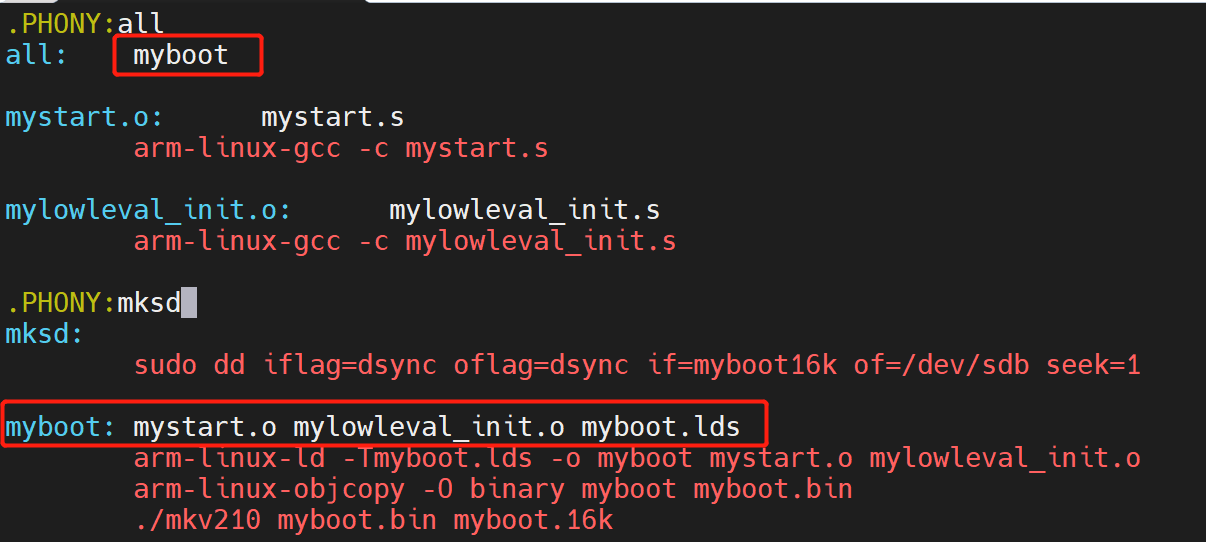 .PHONY:all
all: myboot
mystart.o: mystart.s
arm-linux-gcc -c mystart.s
mylowleval_init.o: mylowleval_init.s
arm-linux-gcc -c mylowleval_init.s
.PHONY:mksd
mksd:
sudo dd iflag=dsync oflag=dsync if=myboot16k of=/dev/sdb seek=1
myboot: mystart.o mylowleval_init.o myboot.lds
arm-linux-ld -Tmyboot.lds -o myboot mystart.o mylowleval_init.o
arm-linux-objcopy -O binary myboot myboot.bin
./mkv210 myboot.bin myboot.16k